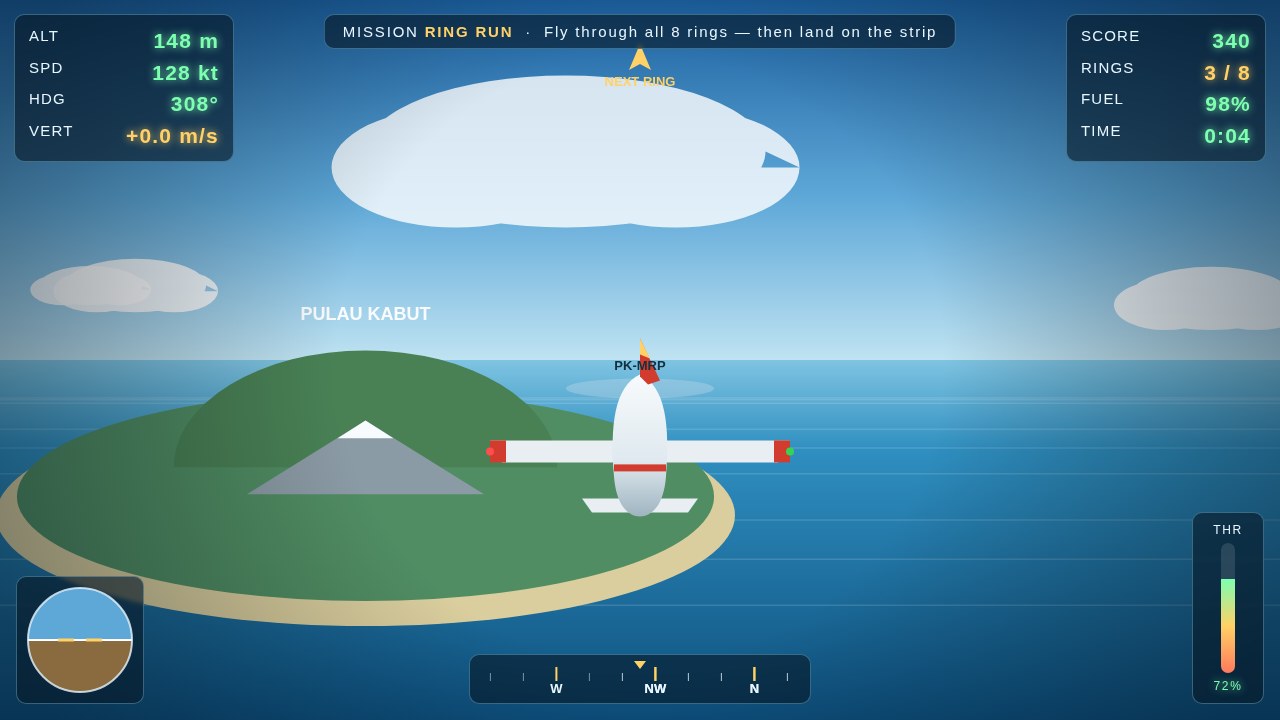 ALT 148 m
SPD 128 kt
HDG 308°
VERT +0.0 m/s
MISSION RING RUN · Fly through all 8 rings — then land on the strip
NEXT RING
SCORE 340
RINGS 3 / 8
FUEL 98%
TIME 0:04
PULAU KABUT
PK-MRP
THR
72%
W NW N